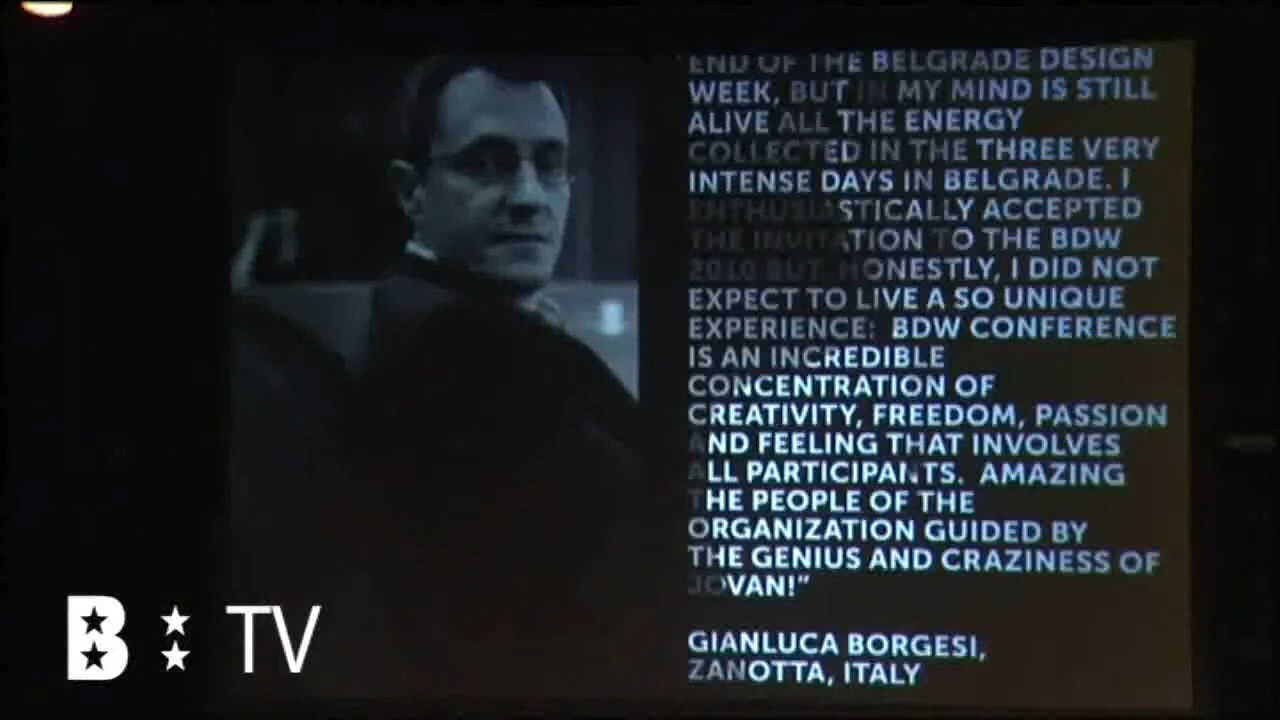 END OF THE BELGRADE DESIGN
WEEK, BUT IN MY MIND IS STILL
ALIVE ALL THE ENERGY
COLLECTED IN THE THREE VERY
INTENSE DAYS IN BELGRADE. I
ENTHUSIASTICALLY ACCEPTED
THE INVITATION TO THE BDW
2010 BUT HONESTLY, I DID NOT
EXPECT TO LIVE A SO UNIQUE
EXPERIENCE: BDW CONFERENCE
IS AN INCREDIBLE
CONCENTRATION OF
CREATIVITY, FREEDOM, PASSION
AND FEELING THAT INVOLVES
ALL PARTICIPANTS. AMAZING
THE PEOPLE OF THE
ORGANIZATION GUIDED BY
THE GENIUS AND CRAZINESS OF
JOVAN!”
GIANLUCA BORGESI,
ZANOTTA, ITALY
B TV